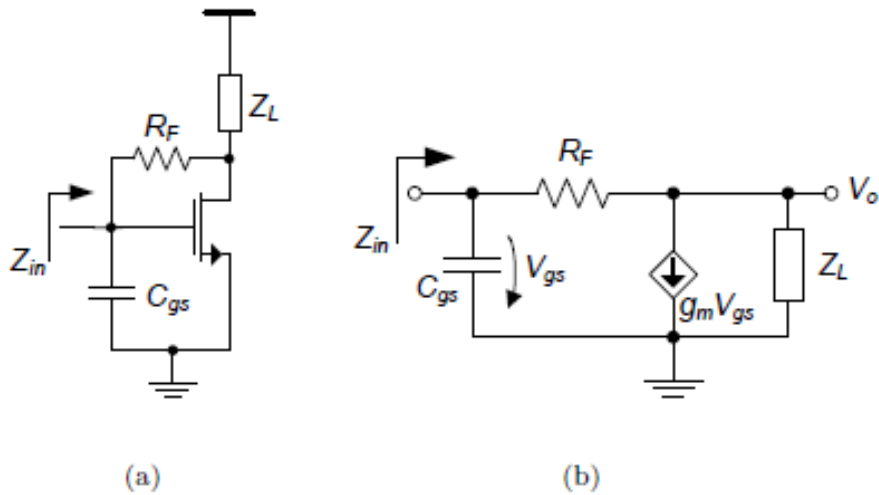 Z_L
R_F
Z_in
C_gs
(a)
R_F
V_o
Z_in
C_gs
V_gs
g_mV_gs
Z_L
(b)